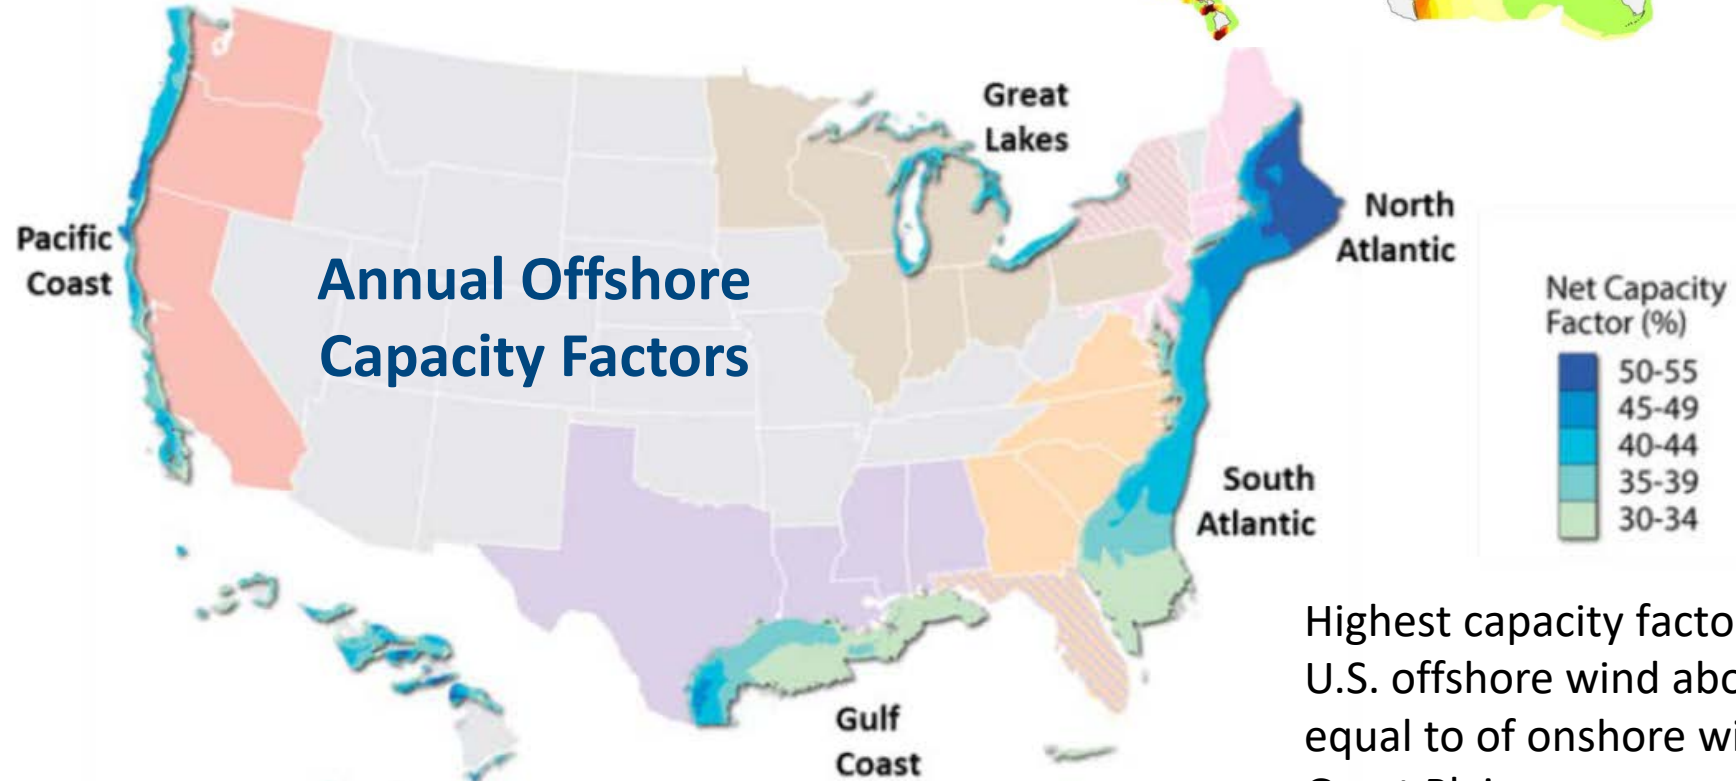 Great
Lakes
North
Atlantic
Pacific
Coast
Annual Offshore
Capacity Factors
Net Capacity
Factor (%)
50-55
45-49
40-44
35-39
30-34
South
Atlantic
Highest capacity facto
U.S. offshore wind abo
equal to of onshore wi
Gulf
Coast